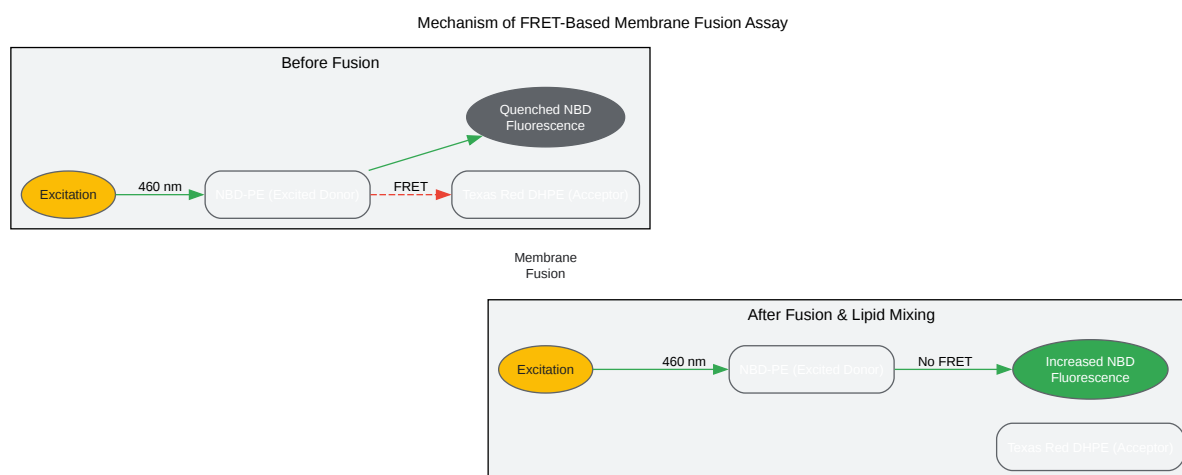 Mechanism of FRET-Based Membrane Fusion Assay
Before Fusion
Quenched NBD
Fluorescence
Excitation
460 nm
NBD-PE (Excited Donor)
FRET
Texas Red DHPE (Acceptor)
Membrane
Fusion
After Fusion & Lipid Mixing
Excitation
460 nm
NBD-PE (Excited Donor)
No FRET
Increased NBD
Fluorescence
Texas Red DHPE (Acceptor)